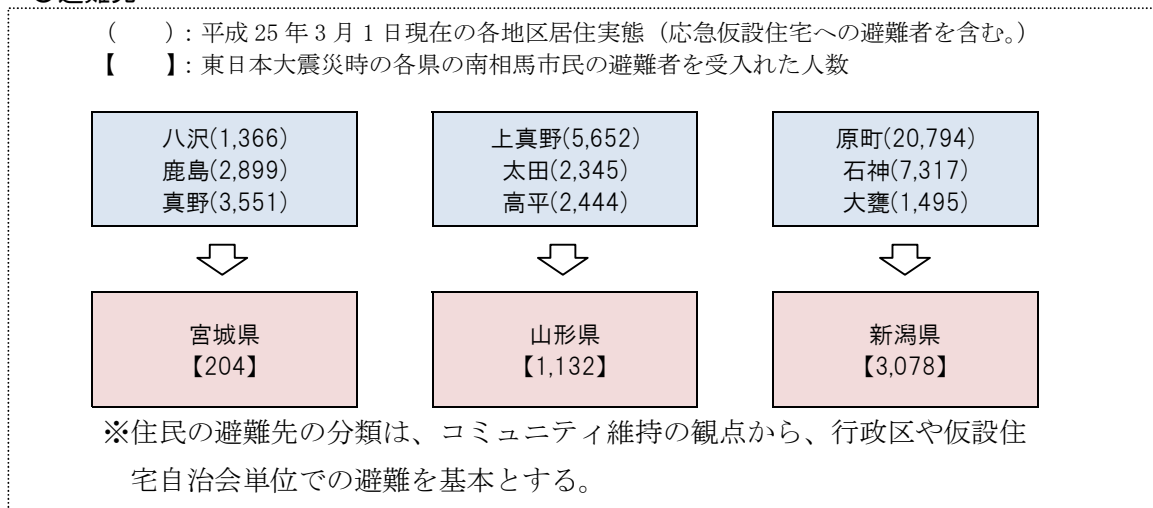 (　　): 平成 25 年 3 月 1 日現在の各地区居住実態（応急仮設住宅への避難者を含む。）
【　　】: 東日本大震災時の各県の南相馬市民の避難者を受入れた人数
八沢(1,366)
鹿島(2,899)
真野(3,551)
上真野(5,652)
太田(2,345)
高平(2,444)
原町(20,794)
石神(7,317)
大甕(1,495)
宮城県
【204】
山形県
【1,132】
新潟県
【3,078】
※住民の避難先の分類は、コミュニティ維持の観点から、行政区や仮設住
宅自治会単位での避難を基本とする。